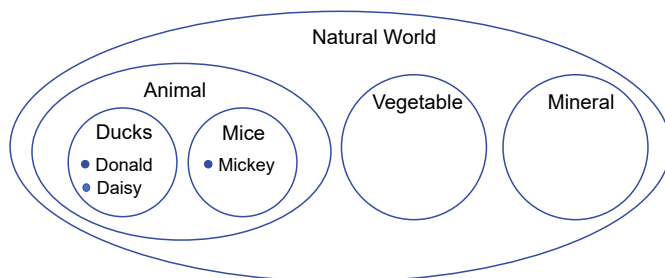 Natural World
Animal
Vegetable
Mineral
Ducks
Mice
Donald
Mickey
Daisy